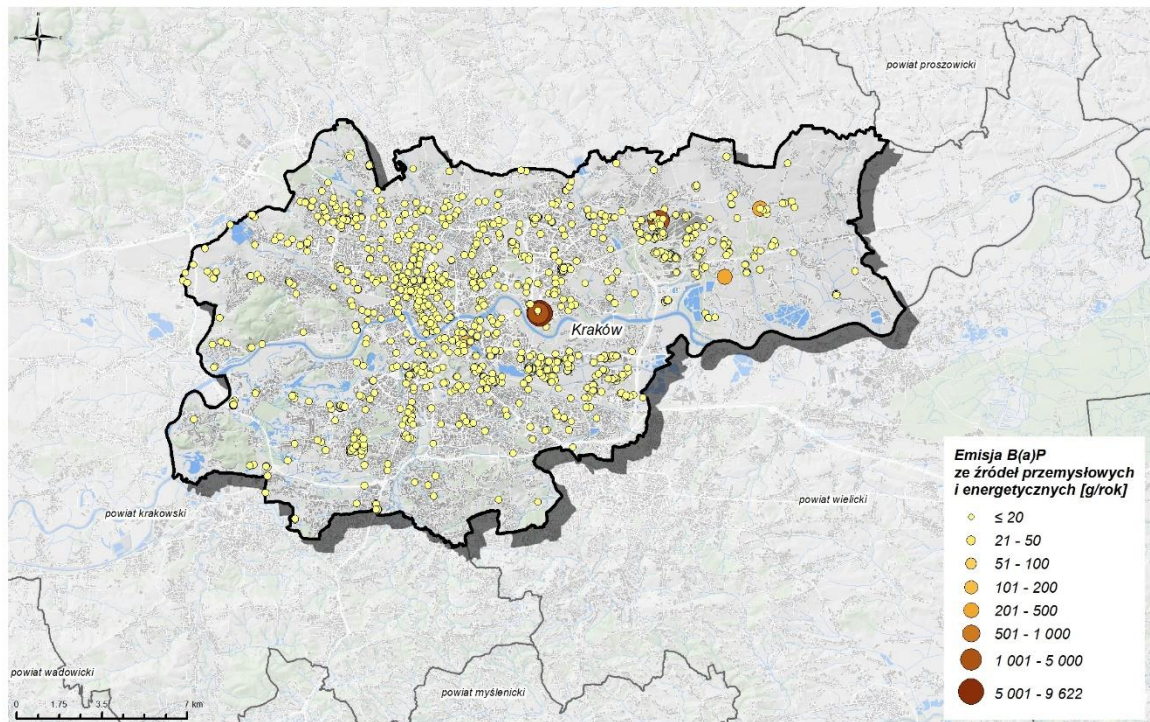 powiat proszowicki
Kraków
powiat krakowski
powiat wielicki
powiat wadowicki
powiat myślenicki
0 1.75 3.5 7 km
Emisja B(a)P
ze źródeł przemysłowych
i energetycznych [g/rok]
≤ 20
21 - 50
51 - 100
101 - 200
201 - 500
501 - 1 000
1 001 - 5 000
5 001 - 9 622